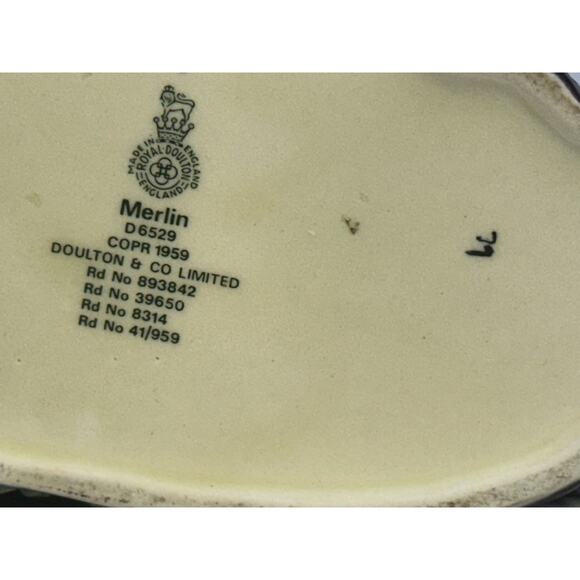 MADE IN ENGLAND
ROYAL DOULTON
ENGLAND
Merlin
D6529
COPR 1959
DOULTON & CO LIMITED
Rd No 893842
Rd No 39650
Rd No 8314
Rd No 41/959